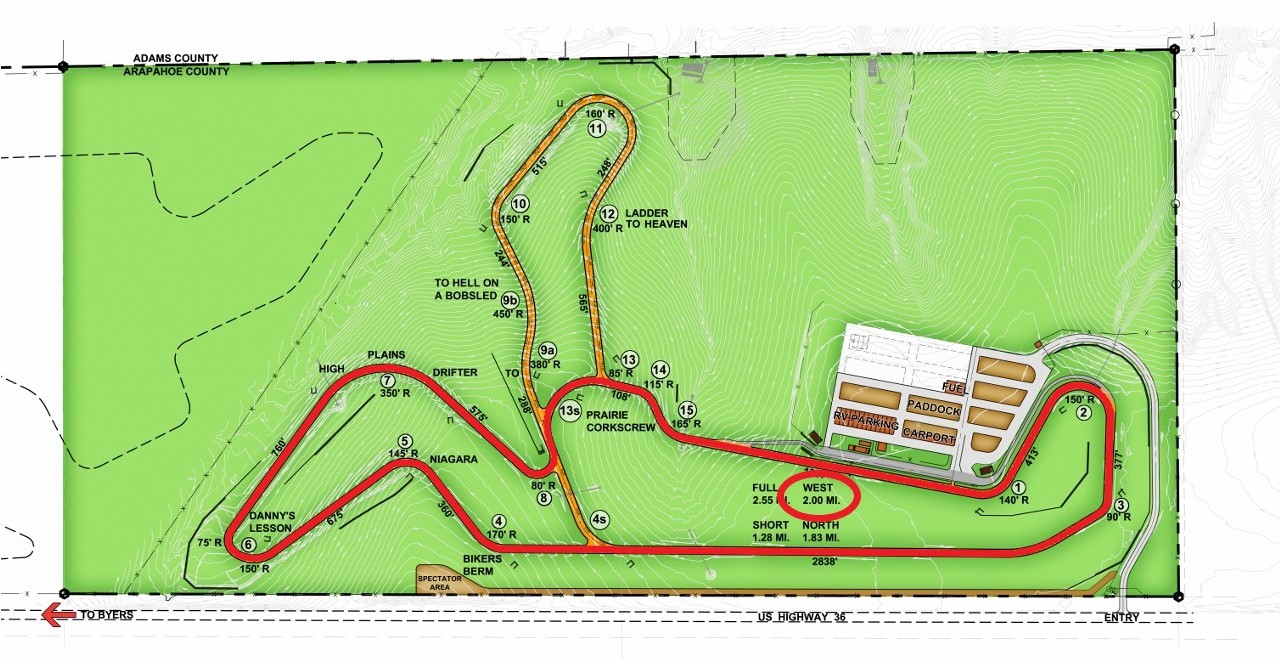 ADAMS COUNTY
ARAPAHOE COUNTY
160' R
11
515'
248'
10
150' R
12
400' R
LADDER
TO HEAVEN
244'
TO HELL ON
A BOBSLED
9b
450' R
565'
9a
380' R
TO
288'
13
85' R
108'
14
115' R
15
165' R
13s
PRAIRIE
CORKSCREW
HIGH
PLAINS
DRIFTER
7
350' R
575'
760'
5
145' R
NIAGARA
675'
360'
80' R
8
DANNY'S
LESSON
75' R
6
150' R
4
170' R
4s
BIKERS
BERM
SPECTATOR
AREA
FUEL
PADDOCK
RV PARKING
CARPORT
150' R
2
413'
377'
1
140' R
3
90' R
FULL WEST
2.55 MI. 2.00 MI.
SHORT NORTH
1.28 MI. 1.83 MI.
2838'
TO BYERS
US HIGHWAY 36
ENTRY